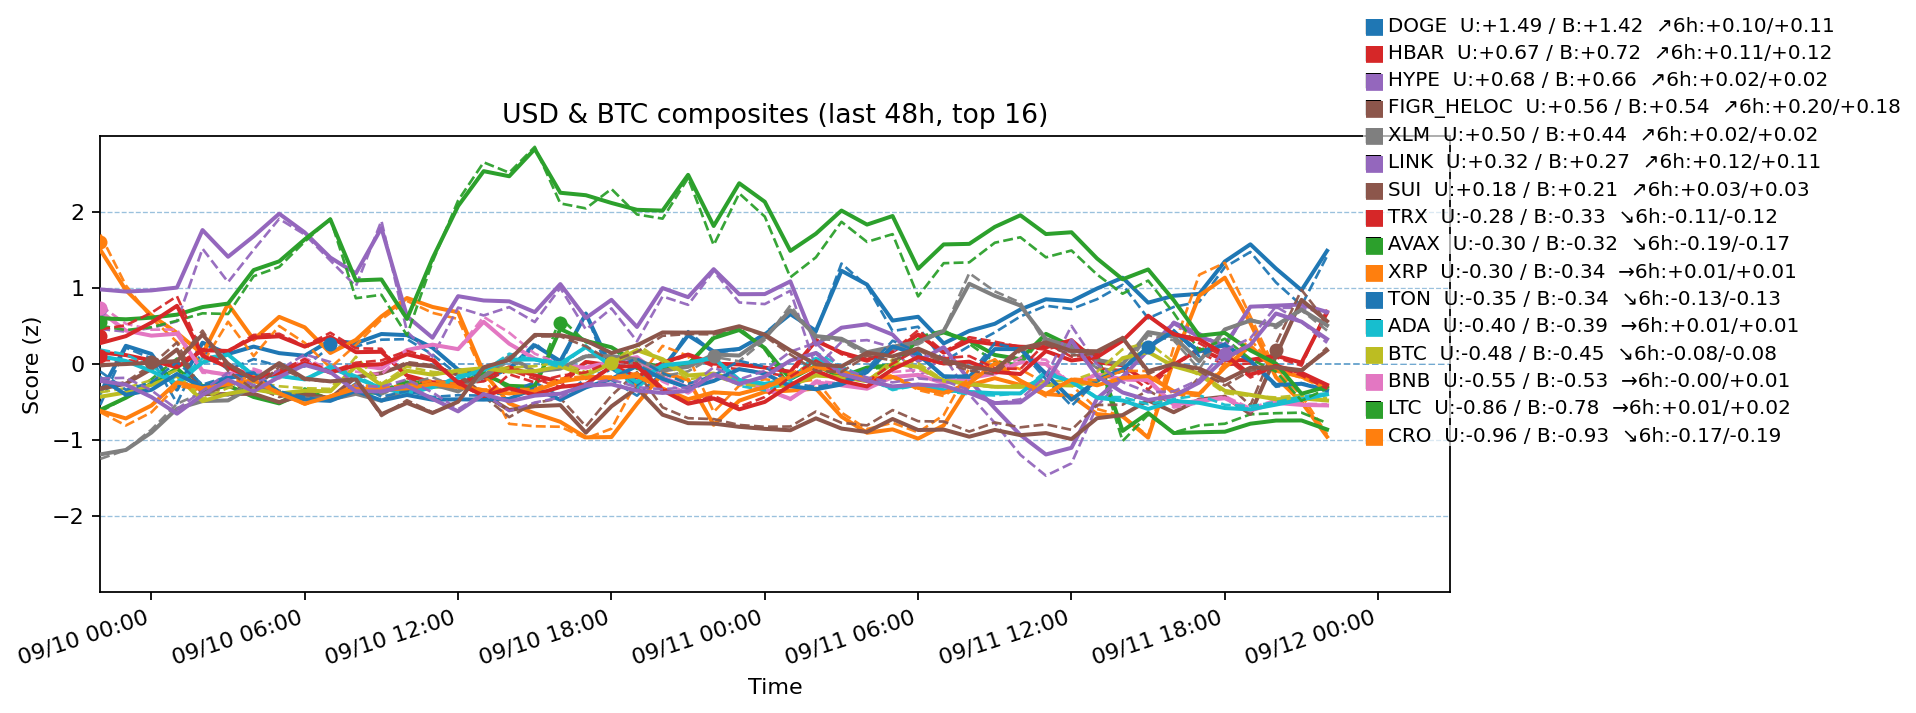 DOGE  U:+1.49 / B:+1.42  ↗6h:+0.10/+0.11
HBAR  U:+0.67 / B:+0.72  ↗6h:+0.11/+0.12
HYPE  U:+0.68 / B:+0.66  ↗6h:+0.02/+0.02
FIGR_HELOC  U:+0.56 / B:+0.54  ↗6h:+0.20/+0.18
XLM  U:+0.50 / B:+0.44  ↗6h:+0.02/+0.02
LINK  U:+0.32 / B:+0.27  ↗6h:+0.12/+0.11
SUI  U:+0.18 / B:+0.21  ↗6h:+0.03/+0.03
TRX  U:-0.28 / B:-0.33  ↘6h:-0.11/-0.12
AVAX  U:-0.30 / B:-0.32  ↘6h:-0.19/-0.17
XRP  U:-0.30 / B:-0.34  →6h:+0.01/+0.01
TON  U:-0.35 / B:-0.34  ↘6h:-0.13/-0.13
ADA  U:-0.40 / B:-0.39  →6h:+0.01/+0.01
BTC  U:-0.48 / B:-0.45  ↘6h:-0.08/-0.08
BNB  U:-0.55 / B:-0.53  →6h:-0.00/+0.01
LTC  U:-0.86 / B:-0.78  →6h:+0.01/+0.02
CRO  U:-0.96 / B:-0.93  ↘6h:-0.17/-0.19
USD & BTC composites (last 48h, top 16)
Score (z)
2
1
0
−1
−2
09/10 00:00
09/10 06:00
09/10 12:00
09/10 18:00
09/11 00:00
09/11 06:00
09/11 12:00
09/11 18:00
09/12 00:00
Time